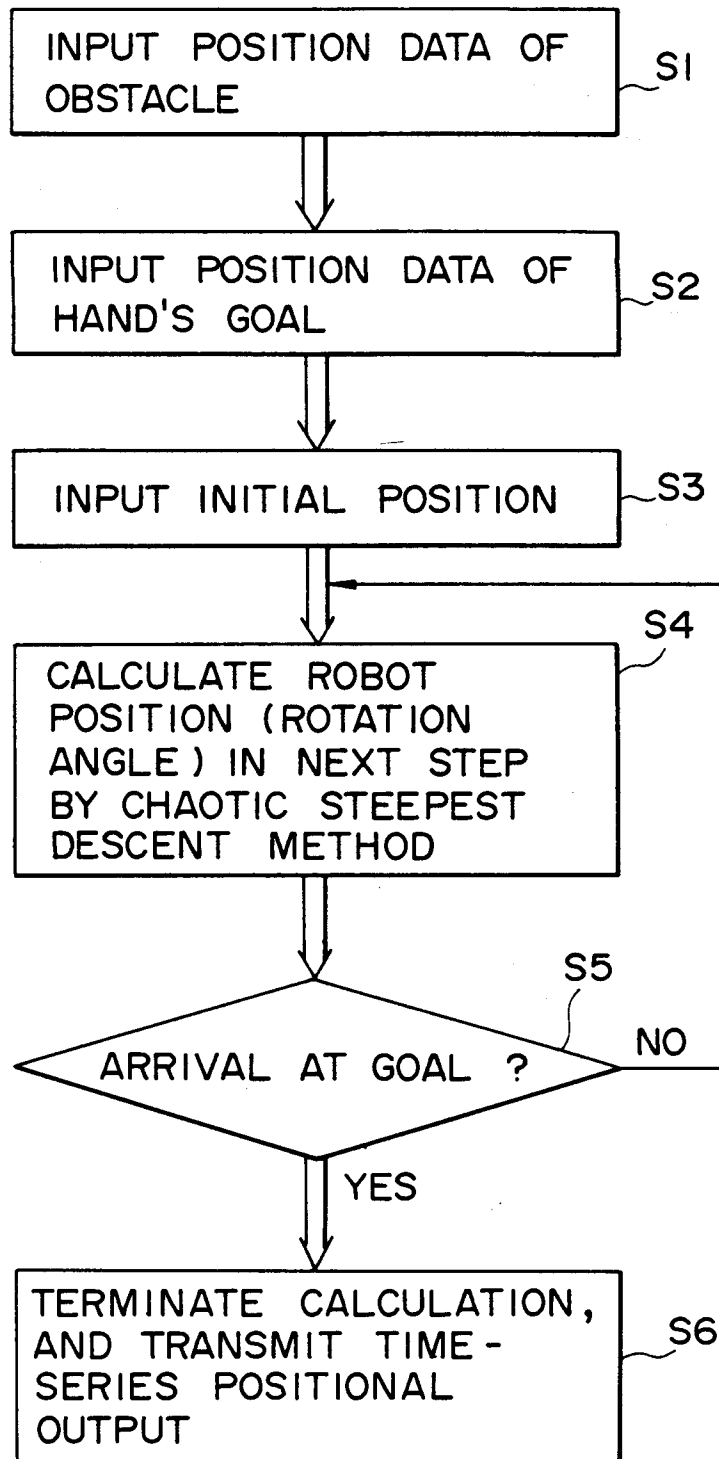 INPUT POSITION DATA OF
OBSTACLE
S1
INPUT POSITION DATA OF
HAND'S GOAL
S2
INPUT INITIAL POSITION
S3
S4
CALCULATE ROBOT
POSITION (ROTATION
ANGLE) IN NEXT STEP
BY CHAOTIC STEEPEST
DESCENT METHOD
S5
ARRIVAL AT GOAL ?
NO
YES
TERMINATE CALCULATION,
AND TRANSMIT TIME-
SERIES POSITIONAL
OUTPUT
S6